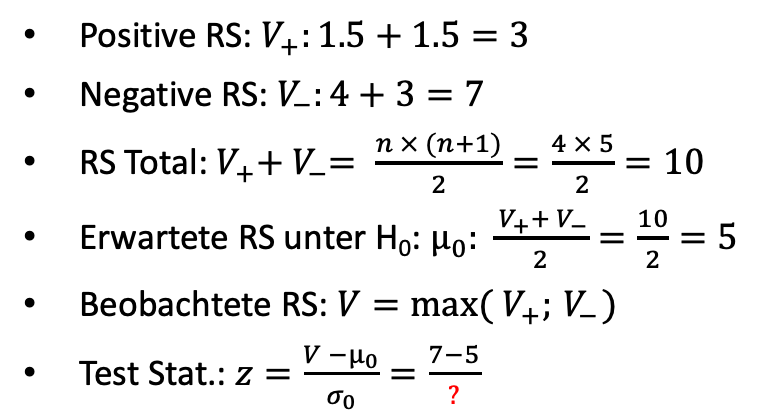 • Positive RS: V₊: 1.5 + 1.5 = 3
• Negative RS: V₋: 4 + 3 = 7
• RS Total: V₊ + V₋ = n × (n+1) / 2 = 4 × 5 / 2 = 10
• Erwartete RS unter H₀: μ₀: V₊ + V₋ / 2 = 10 / 2 = 5
• Beobachtete RS: V = max( V₊; V₋ )
• Test Stat.: z = V − μ₀ / σ₀ = 7−5 / ?